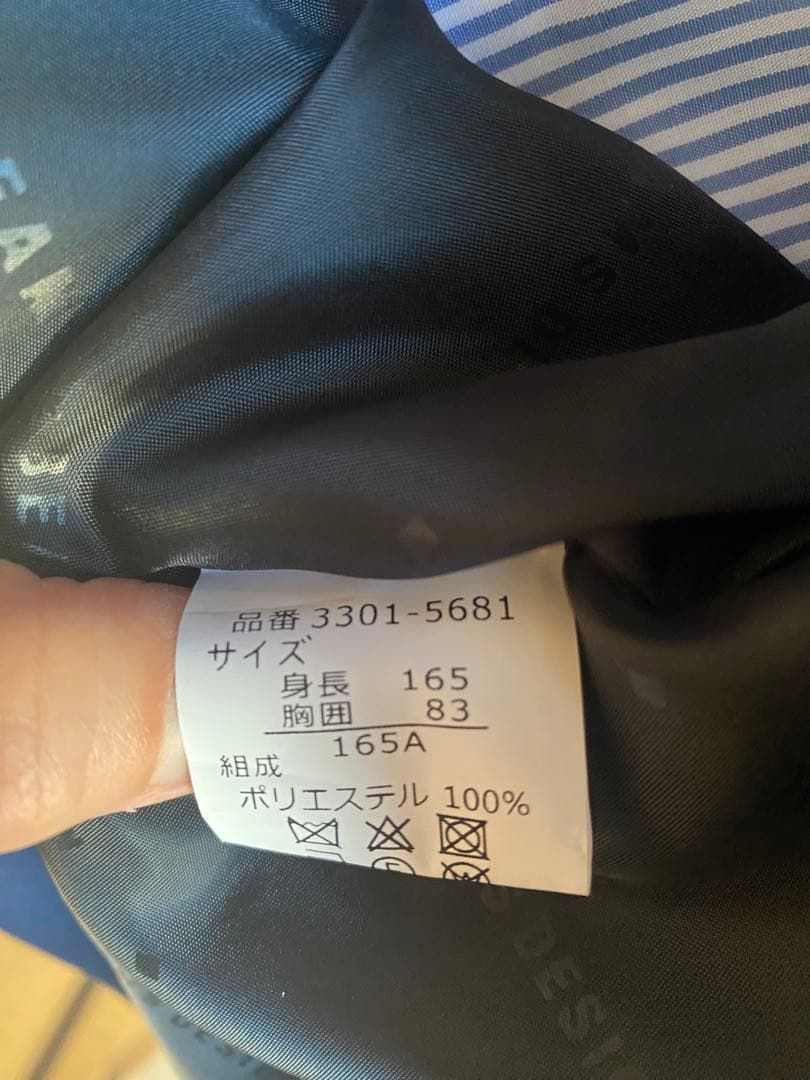 品番 3301-5681
サイズ
身長 165
胸囲 83
165A
組成
ポリエステル 100%
DESIG